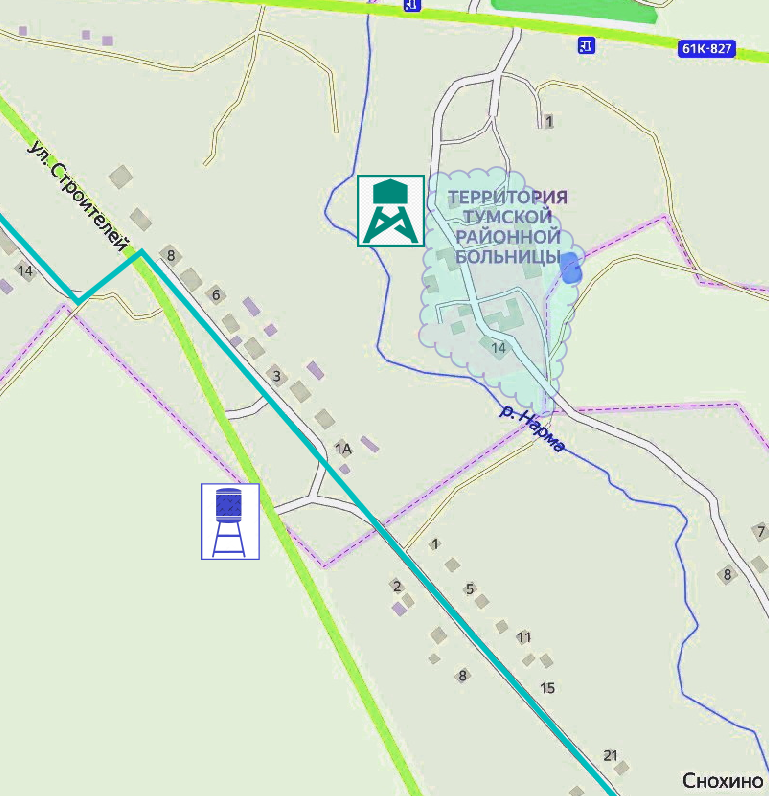 61К-827
1
ул. Строителей
ТЕРРИТОРИЯ
ТУМСКОЙ
РАЙОННОЙ
БОЛЬНИЦЫ
8
14
6
14
3
р. Нарма
1А
7
1
8
2
5
11
8
15
21
Снохино